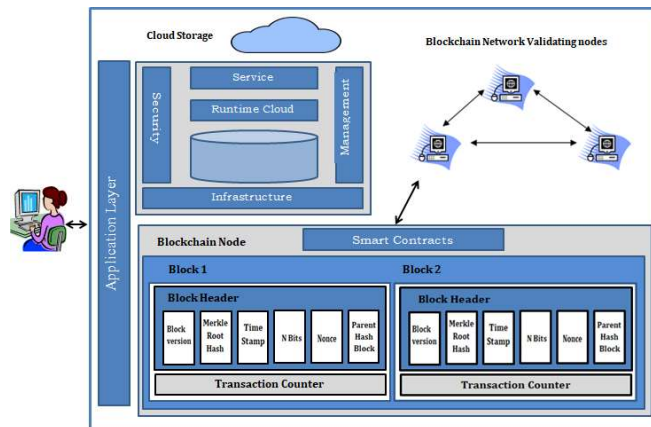 Cloud Storage
Blockchain Network Validating nodes
Application Layer
Security
Service
Runtime Cloud
Management
Infrastructure
Blockchain Node
Smart Contracts
Block 1
Block Header
Block
version
Merkle
Root
Hash
Time
Stamp
N Bits
Nonce
Parent
Hash
Block
Transaction Counter
Block 2
Block Header
Block
version
Merkle
Root
Hash
Time
Stamp
N Bits
Nonce
Parent
Hash
Block
Transaction Counter